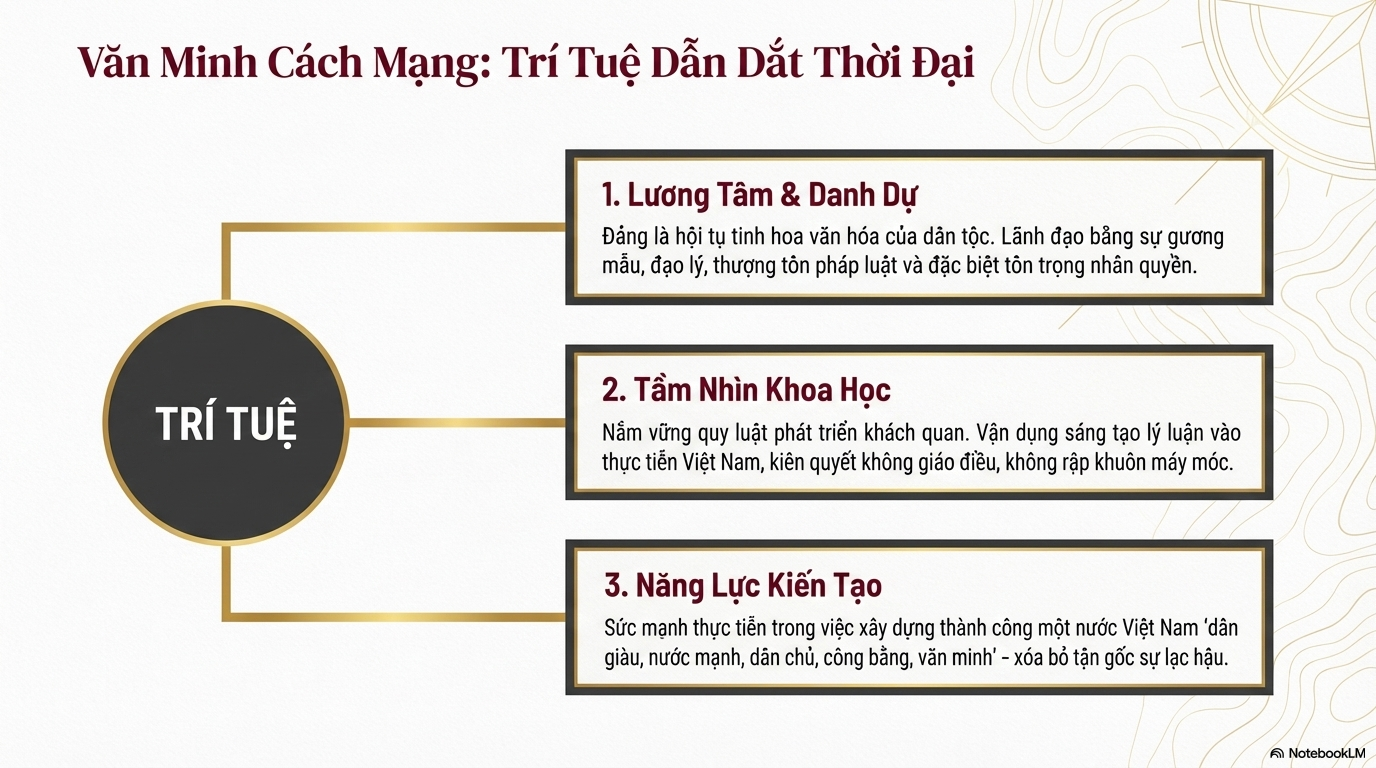 Văn Minh Cách Mạng: Trí Tuệ Dẫn Dắt Thời Đại
1. Lương Tâm & Danh Dự
Đảng là hội tụ tinh hoa văn hóa của dân tộc. Lãnh đạo bằng sự gương
mẫu, đạo lý, thượng tôn pháp luật và đặc biệt tôn trọng nhân quyền.
TRÍ TUỆ
2. Tầm Nhìn Khoa Học
Nắm vững quy luật phát triển khách quan. Vận dụng sáng tạo lý luận vào
thực tiễn Việt Nam, kiên quyết không giáo điều, không rập khuôn máy móc.
3. Năng Lực Kiến Tạo
Sức mạnh thực tiễn trong việc xây dựng thành công một nước Việt Nam 'dân
giàu, nước mạnh, dân chủ, công bằng, văn minh' - xóa bỏ tận gốc sự lạc hậu.
NotebookLM